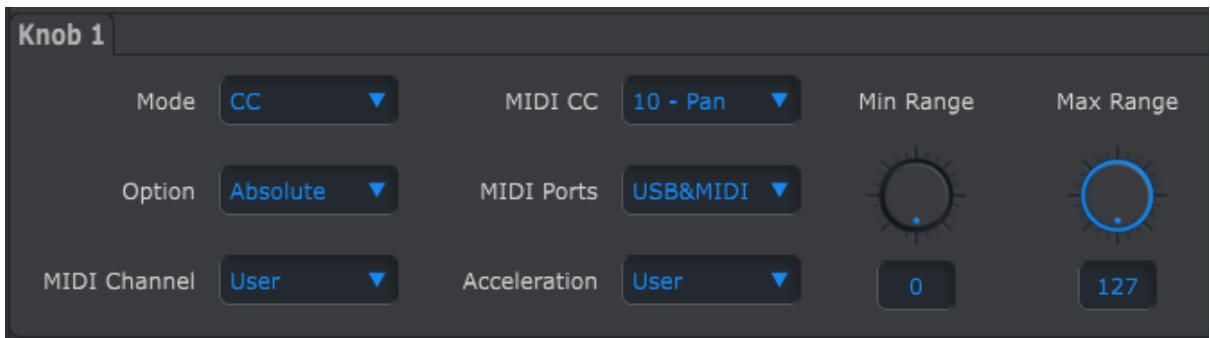 Knob 1
Mode CC MIDI CC 10 - Pan Min Range Max Range
Option Absolute MIDI Ports USB&MIDI
MIDI Channel User Acceleration User 0 127